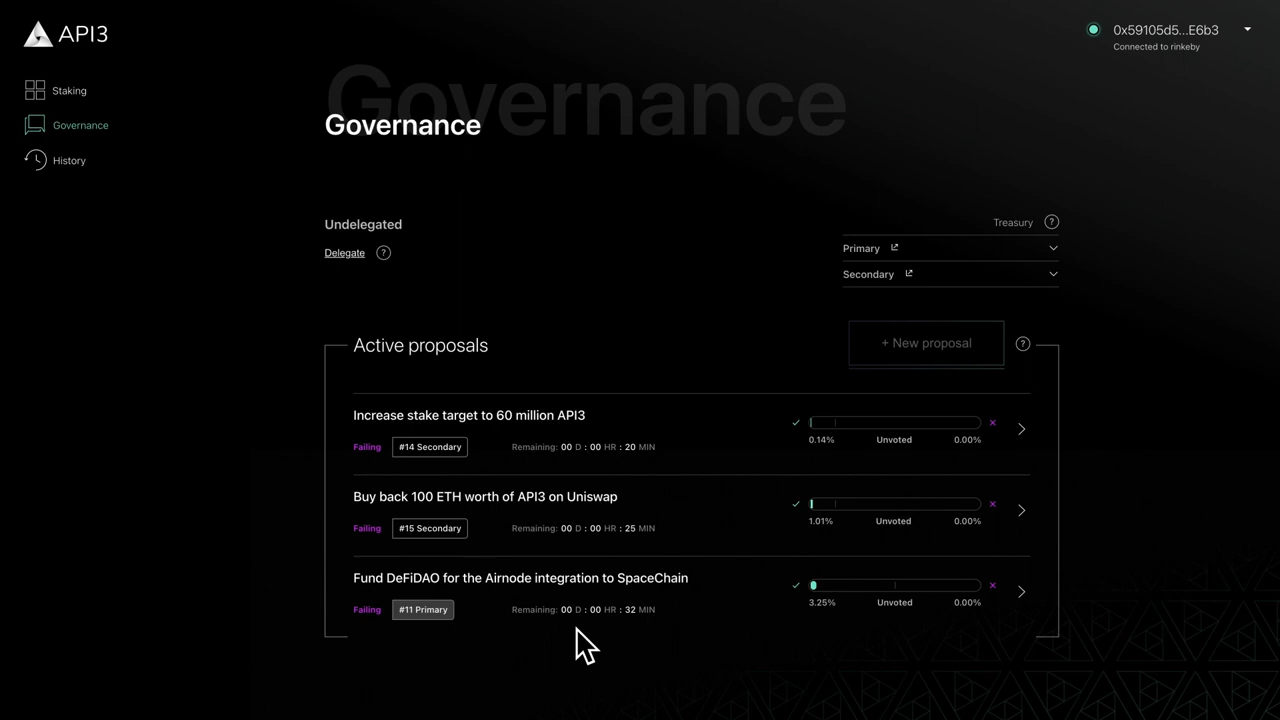 API3
0x59105d5...E6b3
Connected to rinkeby
Staking
Governance
History
Governance
Governance
Undelegated
Delegate ?
Treasury ?
Primary
Secondary
Active proposals
+ New proposal ?
Increase stake target to 60 million API3
Failing #14 Secondary Remaining: 00 D : 00 HR : 20 MIN
0.14% Unvoted 0.00%
Buy back 100 ETH worth of API3 on Uniswap
Failing #15 Secondary Remaining: 00 D : 00 HR : 25 MIN
1.01% Unvoted 0.00%
Fund DeFiDAO for the Airnode integration to SpaceChain
Failing #11 Primary Remaining: 00 D : 00 HR : 32 MIN
3.25% Unvoted 0.00%